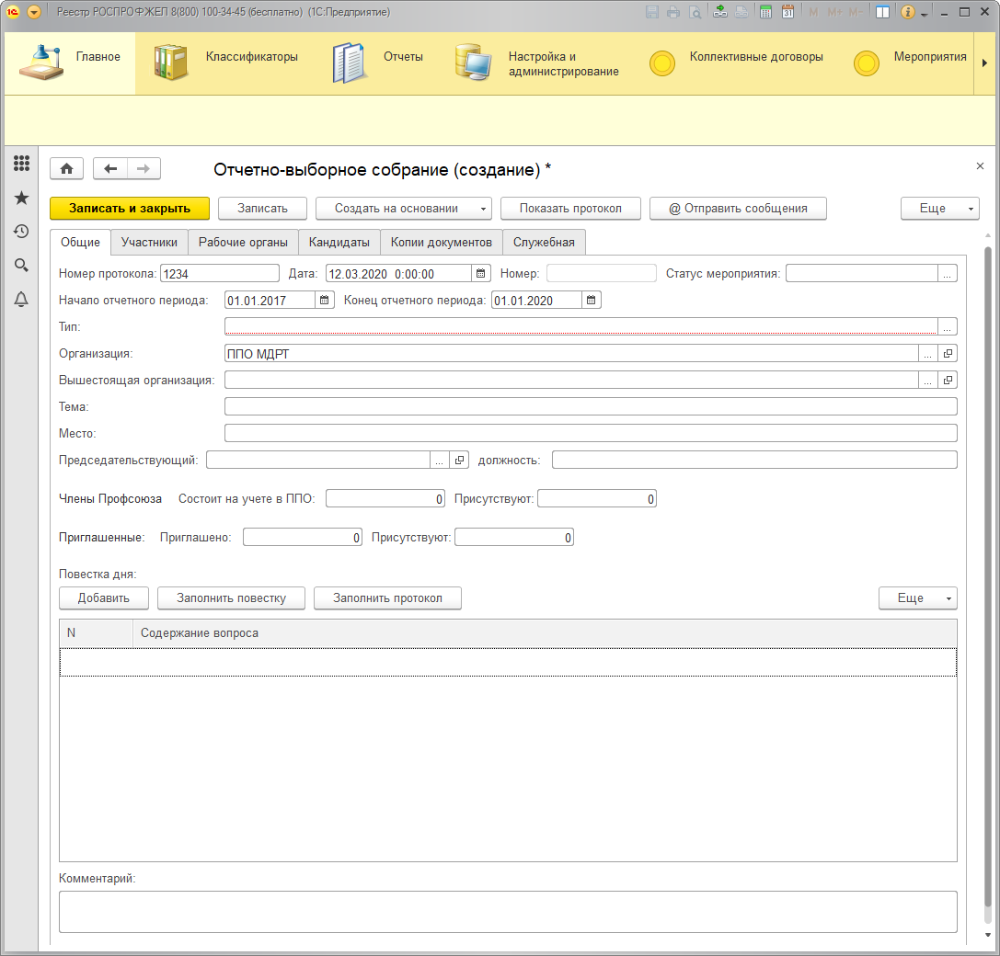 Реестр РОСПРОФЖЕЛ 8(800) 100-34-45 (бесплатно) (1С:Предприятие)
M M+ M-
Главное
Классификаторы
Отчеты
Настройка и
администрирование
Коллективные договоры
Мероприятия
Отчетно-выборное собрание (создание) *
Записать и закрыть Записать Создать на основании Показать протокол @ Отправить сообщения Еще
Общие Участники Рабочие органы Кандидаты Копии документов Служебная
Номер протокола: 1234 Дата: 12.03.2020 0:00:00 Номер: Статус мероприятия: ...
Начало отчетного периода: 01.01.2017 Конец отчетного периода: 01.01.2020
Тип: ...
Организация: ППО МДРТ ...
Вышестоящая организация: ...
Тема:
Место:
Председательствующий: ... должность:
Члены Профсоюза Состоит на учете в ППО: 0 Присутствуют: 0
Приглашенные: Приглашено: 0 Присутствуют: 0
Повестка дня:
Добавить Заполнить повестку Заполнить протокол Еще
N Содержание вопроса
Комментарий: